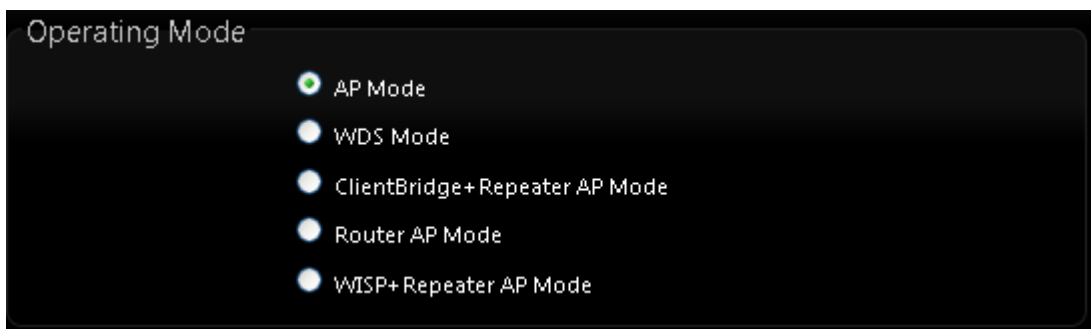 Operating Mode
AP Mode
WDS Mode
ClientBridge+Repeater AP Mode
Router AP Mode
WISP+Repeater AP Mode